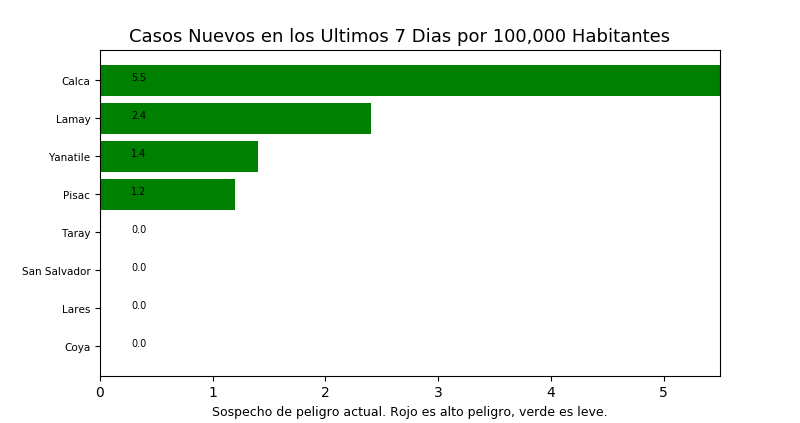 Casos Nuevos en los Ultimos 7 Dias por 100,000 Habitantes
Calca 5.5
Lamay 2.4
Yanatile 1.4
Pisac 1.2
Taray 0.0
San Salvador 0.0
Lares 0.0
Coya 0.0
0 1 2 3 4 5
Sospecho de peligro actual. Rojo es alto peligro, verde es leve.